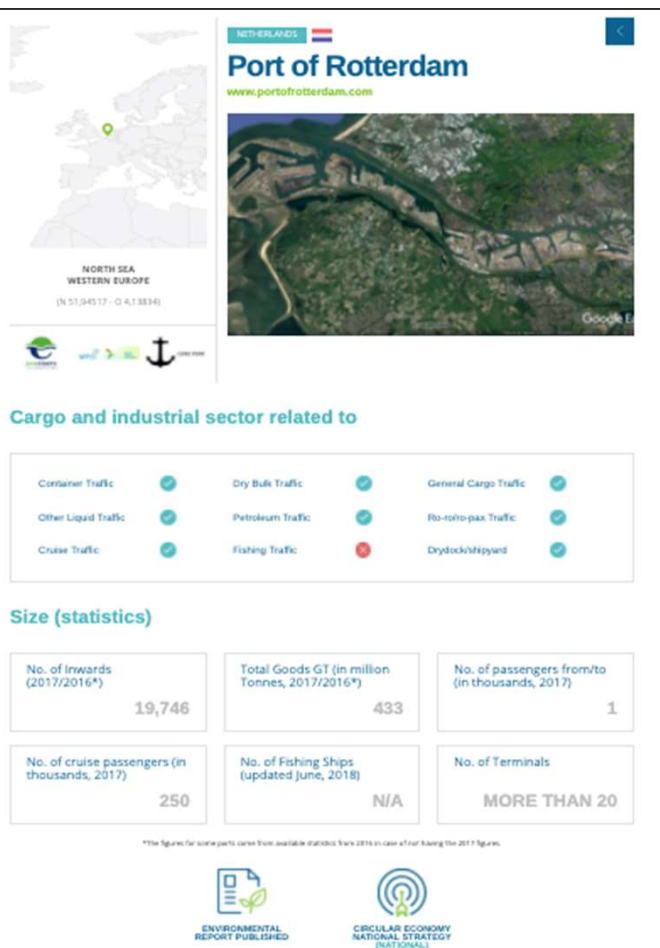 NETHERLANDS
Port of Rotterdam
www.portofrotterdam.com
NORTH SEA
WESTERN EUROPE
(N 51,94517 - O 4,13834)
Google E
Cargo and industrial sector related to
Container Traffic
Dry Bulk Traffic
General Cargo Traffic
Other Liquid Traffic
Petroleum Traffic
Ro-ro/ro-pax Traffic
Cruise Traffic
Fishing Traffic
Drydock/shipyard
Size (statistics)
No. of Inwards
(2017/2016*)
19,746
Total Goods GT (in million
Tonnes, 2017/2016*)
433
No. of passengers from/to
(in thousands, 2017)
1
No. of cruise passengers (in
thousands, 2017)
250
No. of Fishing Ships
(updated June, 2018)
N/A
No. of Terminals
MORE THAN 20
*The figures for some ports come from available statistics from 2016 in case of not having the 2017 figures.
ENVIRONMENTAL
REPORT PUBLISHED
CIRCULAR ECONOMY
NATIONAL STRATEGY
(NATIONAL)